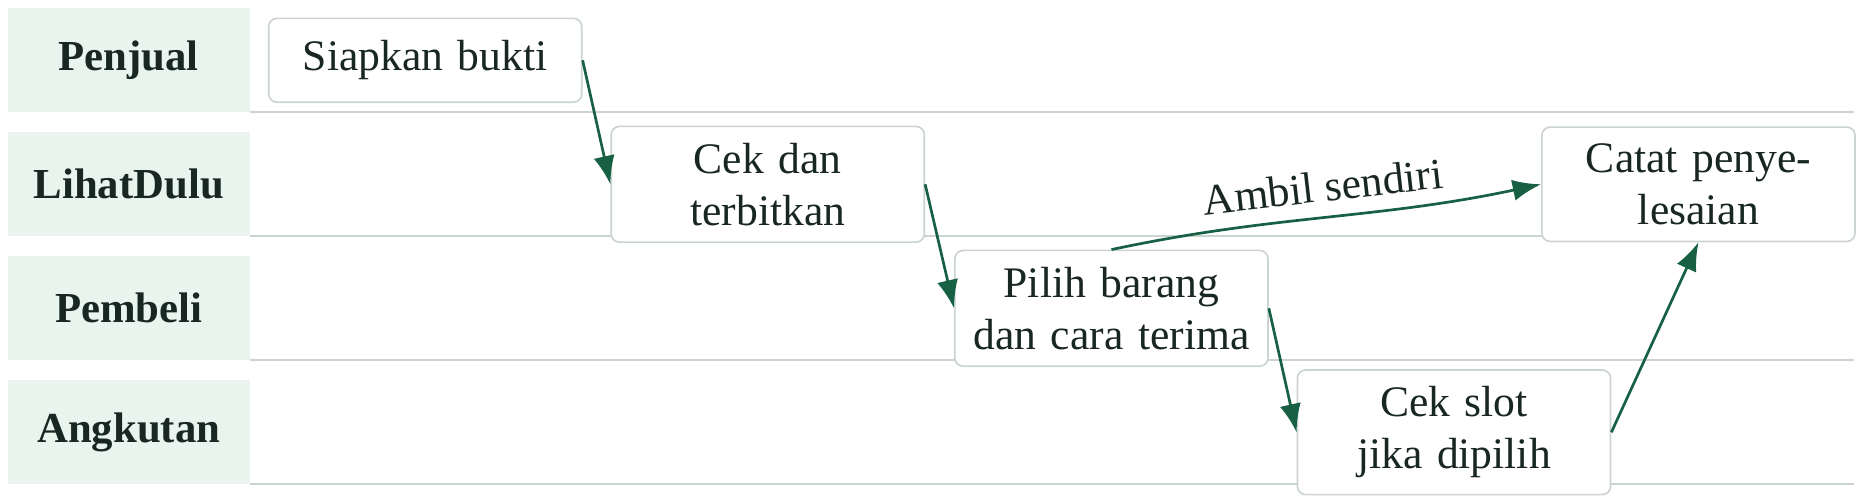 Penjual
Siapkan bukti
LihatDulu
Cek dan
terbitkan
Ambil sendiri
Catat penye-
lesaian
Pembeli
Pilih barang
dan cara terima
Angkutan
Cek slot
jika dipilih